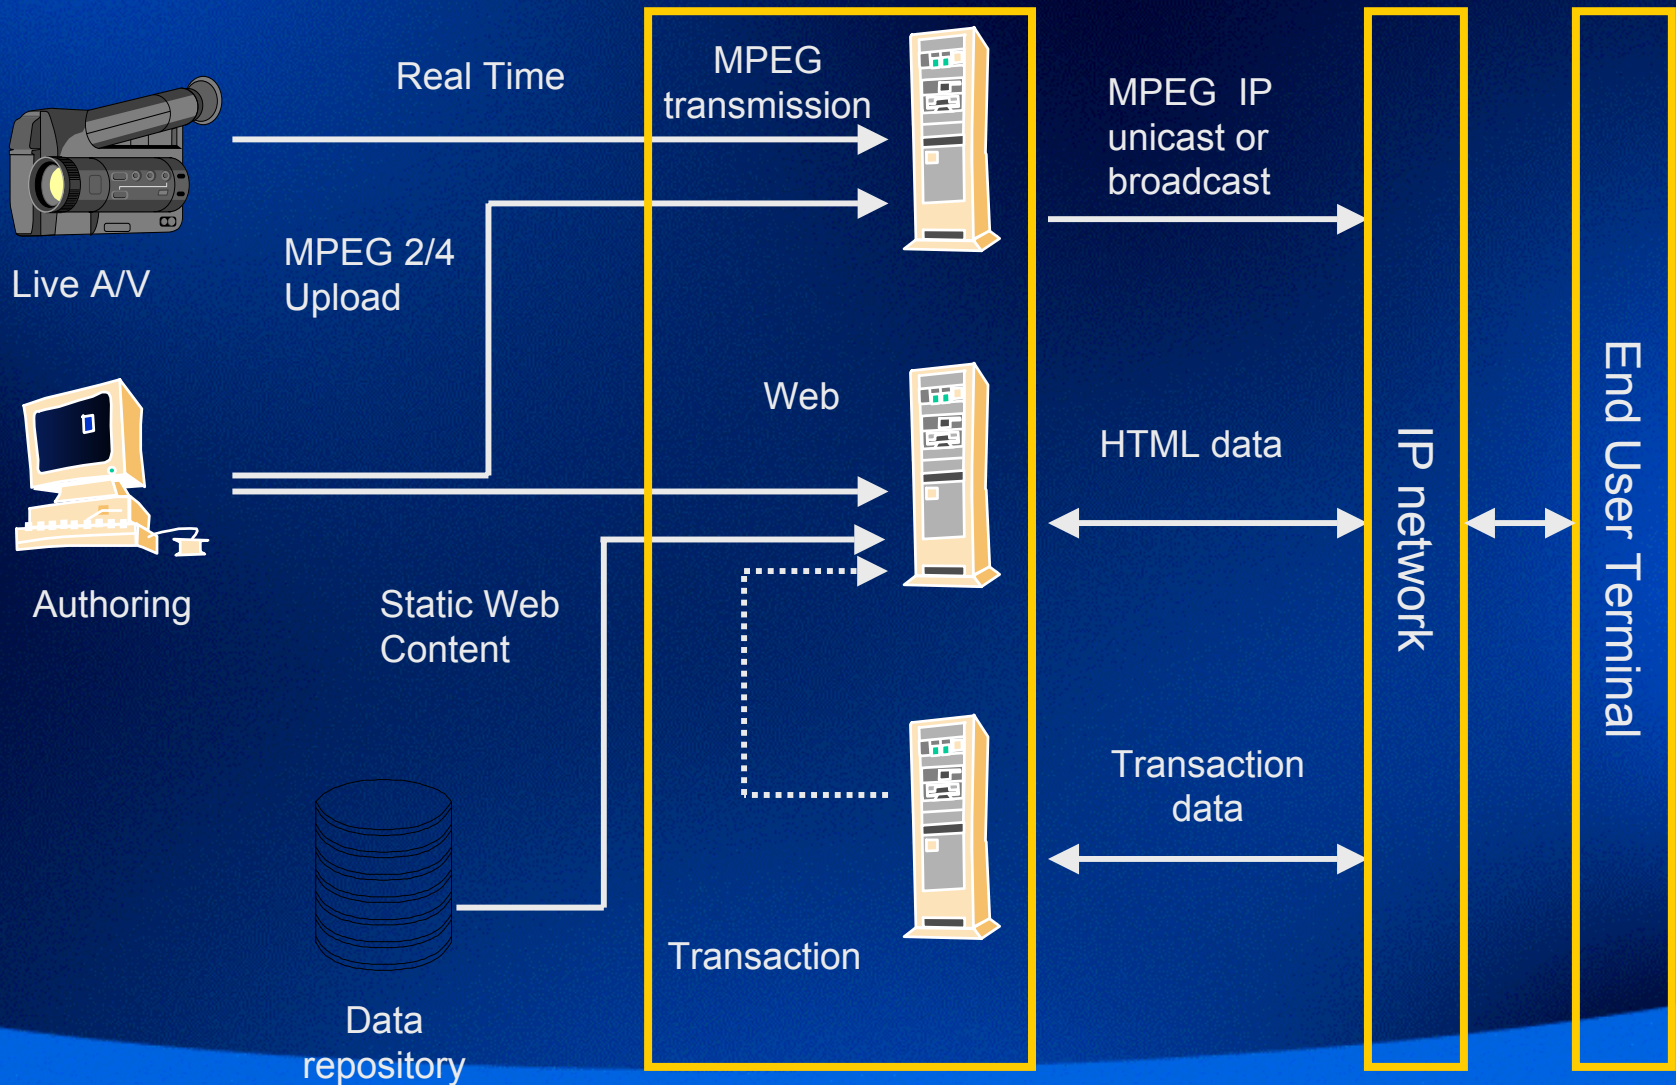 Real Time
MPEG
transmission
MPEG IP
unicast or
broadcast
Live A/V
MPEG 2/4
Upload
Web
HTML data
IP network
End User Terminal
Authoring
Static Web
Content
Transaction
data
Transaction
Data
repository